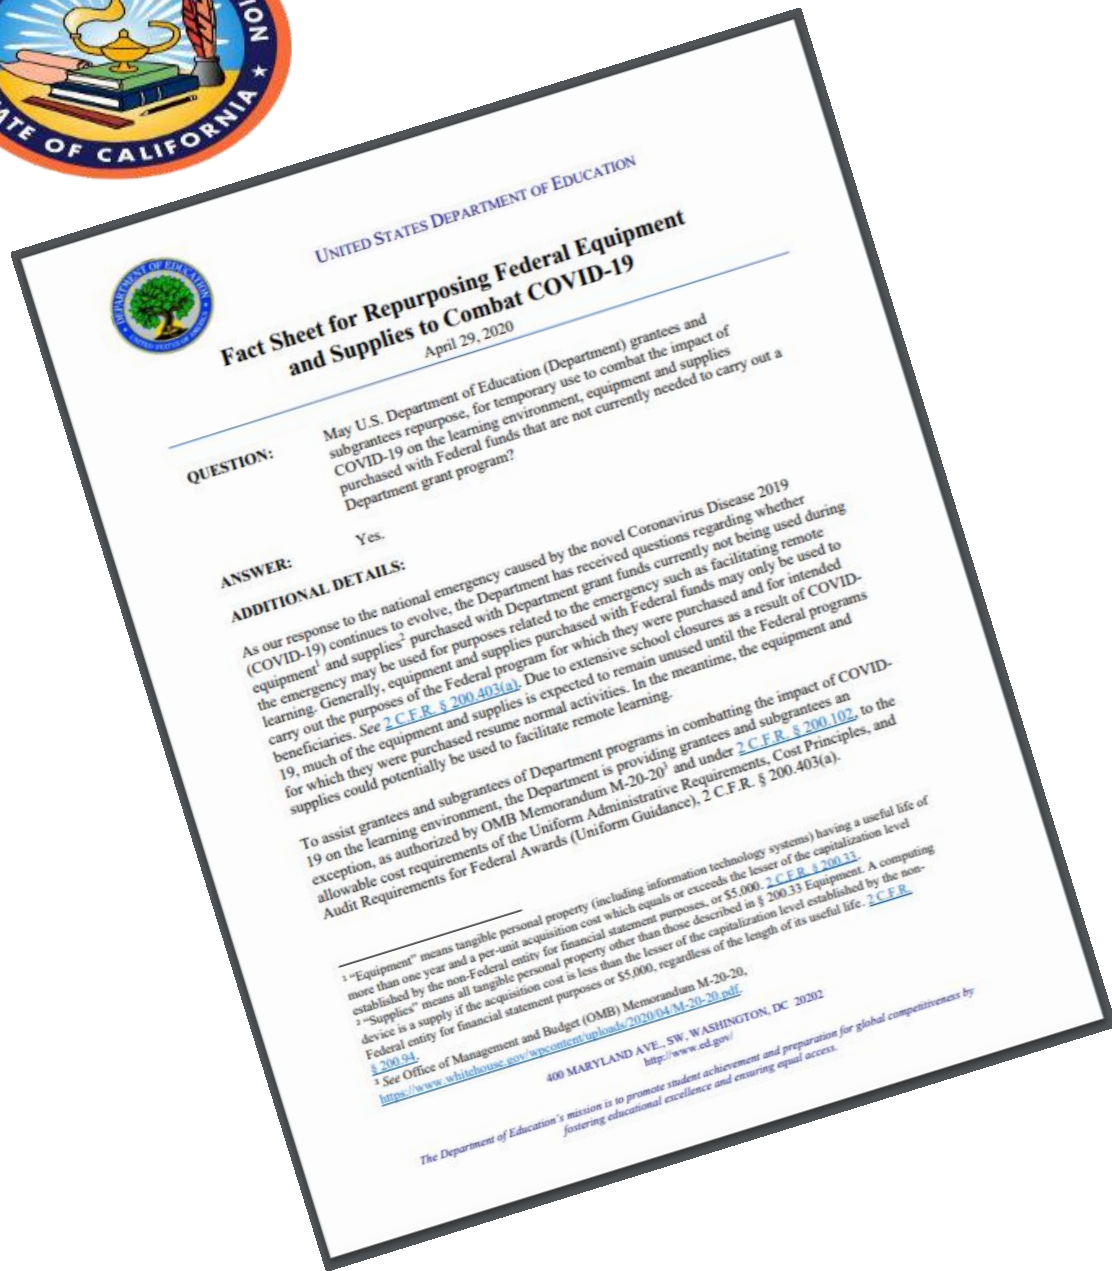 ION
ATE OF CALIFORNIA ★
UNITED STATES DEPARTMENT OF EDUCATION
DEPARTMENT OF EDUCATION
UNITED STATES OF AMERICA
Fact Sheet for Repurposing Federal Equipment
and Supplies to Combat COVID-19
April 29, 2020
QUESTION:
May U.S. Department of Education (Department) grantees and
subgrantees repurpose, for temporary use to combat the impact of
COVID-19 on the learning environment, equipment and supplies
purchased with Federal funds that are not currently needed to carry out a
Department grant program?
ANSWER:
Yes.
ADDITIONAL DETAILS:
As our response to the national emergency caused by the novel Coronavirus Disease 2019
(COVID-19) continues to evolve, the Department has received questions regarding whether
equipment¹ and supplies² purchased with Department grant funds currently not being used during
the emergency may be used for purposes related to the emergency such as facilitating remote
learning. Generally, equipment and supplies purchased with Federal funds may only be used to
carry out the purposes of the Federal program for which they were purchased and for intended
beneficiaries. See 2 C.F.R. § 200.403(a). Due to extensive school closures as a result of COVID-
19, much of the equipment and supplies is expected to remain unused until the Federal programs
for which they were purchased resume normal activities. In the meantime, the equipment and
supplies could potentially be used to facilitate remote learning.
To assist grantees and subgrantees of Department programs in combatting the impact of COVID-
19 on the learning environment, the Department is providing grantees and subgrantees an
exception, as authorized by OMB Memorandum M-20-20³ and under 2 C.F.R. § 200.102, to the
allowable cost requirements of the Uniform Administrative Requirements, Cost Principles, and
Audit Requirements for Federal Awards (Uniform Guidance), 2 C.F.R. § 200.403(a).
¹ “Equipment” means tangible personal property (including information technology systems) having a useful life of
more than one year and a per-unit acquisition cost which equals or exceeds the lesser of the capitalization level
established by the non-Federal entity for financial statement purposes, or $5,000. 2 C.F.R. § 200.33.
² “Supplies” means all tangible personal property other than those described in § 200.33 Equipment. A computing
device is a supply if the acquisition cost is less than the lesser of the capitalization level established by the non-
Federal entity for financial statement purposes or $5,000, regardless of the length of its useful life. 2 C.F.R.
§ 200.94.
³ See Office of Management and Budget (OMB) Memorandum M-20-20,
https://www.whitehouse.gov/wpcontent/uploads/2020/04/M-20-20.pdf.
400 MARYLAND AVE., SW, WASHINGTON, DC 20202
http://www.ed.gov/
The Department of Education's mission is to promote student achievement and preparation for global competitiveness by
fostering educational excellence and ensuring equal access.